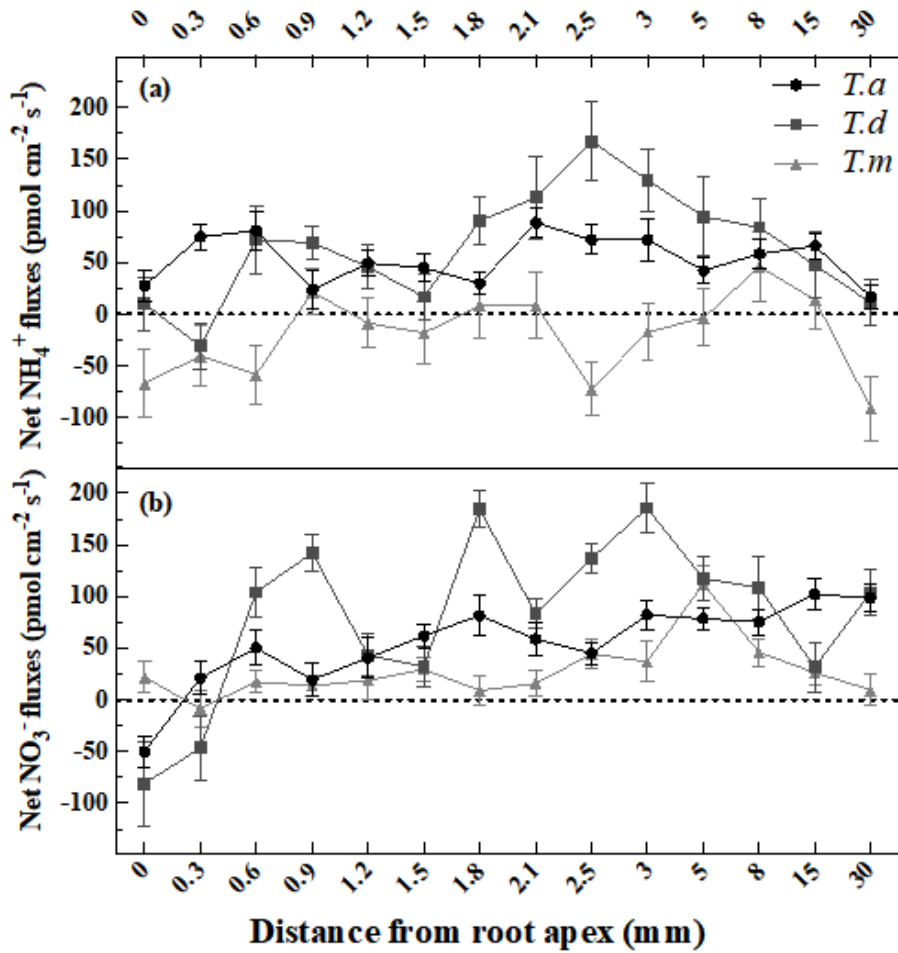 0 0.3 0.6 0.9 1.2 1.5 1.8 2.1 2.5 3 5 8 15 30
(a)
T.a
T.d
T.m
200
150
100
50
0
-50
-100
Net NH₄⁺ fluxes (pmol cm⁻² s⁻¹)
(b)
200
150
100
50
0
-50
-100
Net NO₃⁻ fluxes (pmol cm⁻² s⁻¹)
0 0.3 0.6 0.9 1.2 1.5 1.8 2.1 2.5 3 5 8 15 30
Distance from root apex (mm)